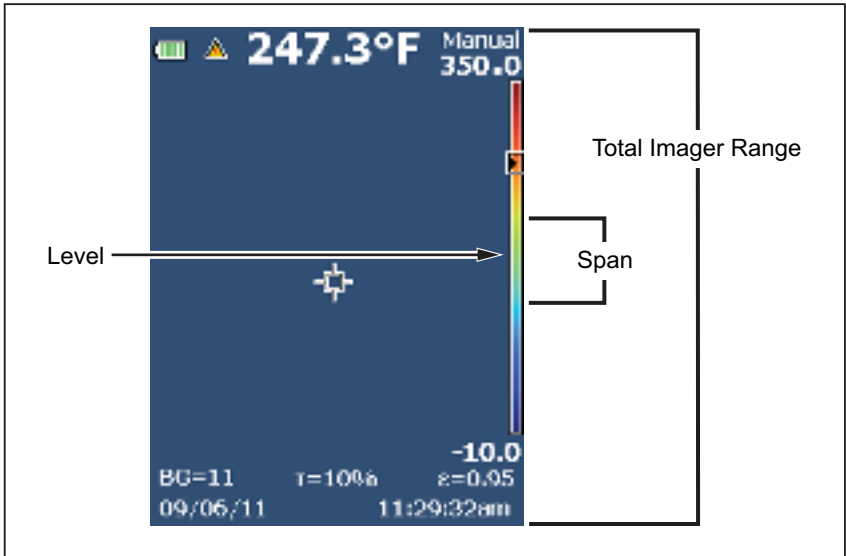 247.3°F
Manual
350.0
Total Imager Range
Level
Span
-10.0
BG=11 τ=10% ε=0.95
09/06/11 11:29:32am